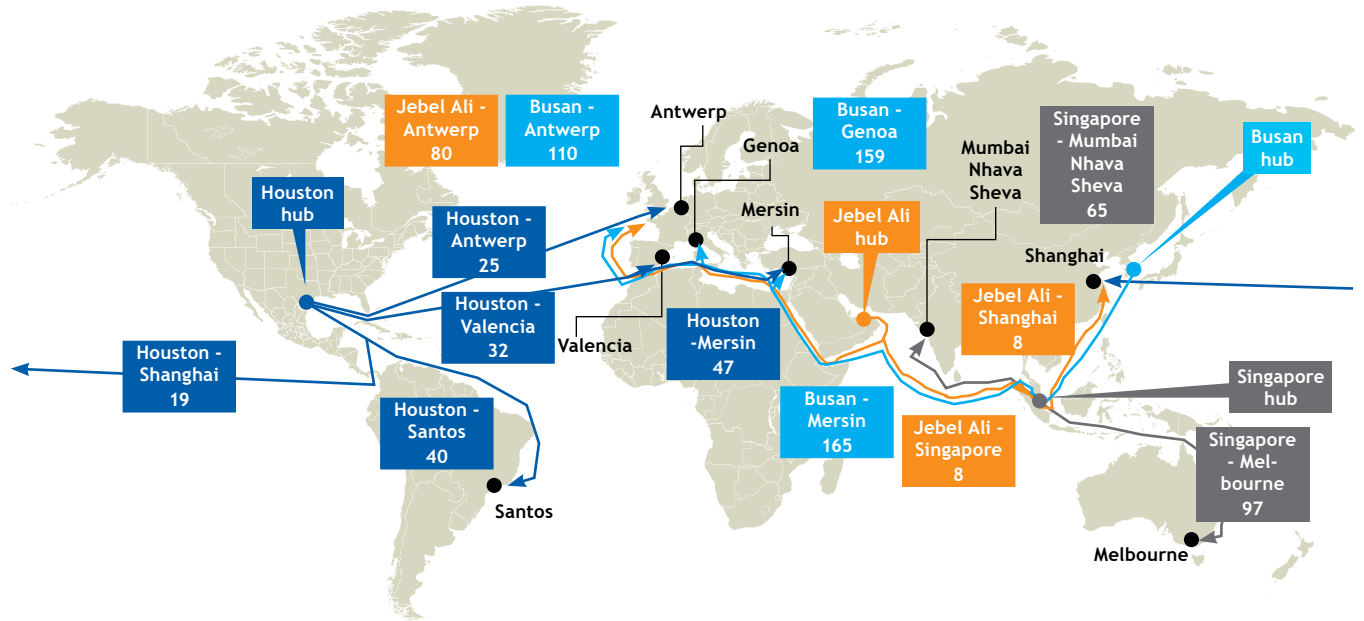 Jebel Ali -
Antwerp
80
Busan -
Antwerp
110
Antwerp
Genoa
Busan -
Genoa
159
Mumbai
Nhava
Sheva
Singapore
- Mumbai
Nhava
Sheva
65
Busan
hub
Houston
hub
Houston -
Antwerp
25
Mersin
Jebel Ali
hub
Shanghai
Houston -
Valencia
32
Valencia
Houston
-Mersin
47
Jebel Ali -
Shanghai
8
Houston -
Shanghai
19
Singapore
hub
Houston -
Santos
40
Busan -
Mersin
165
Jebel Ali -
Singapore
8
Singapore
- Mel-
bourne
97
Santos
Melbourne